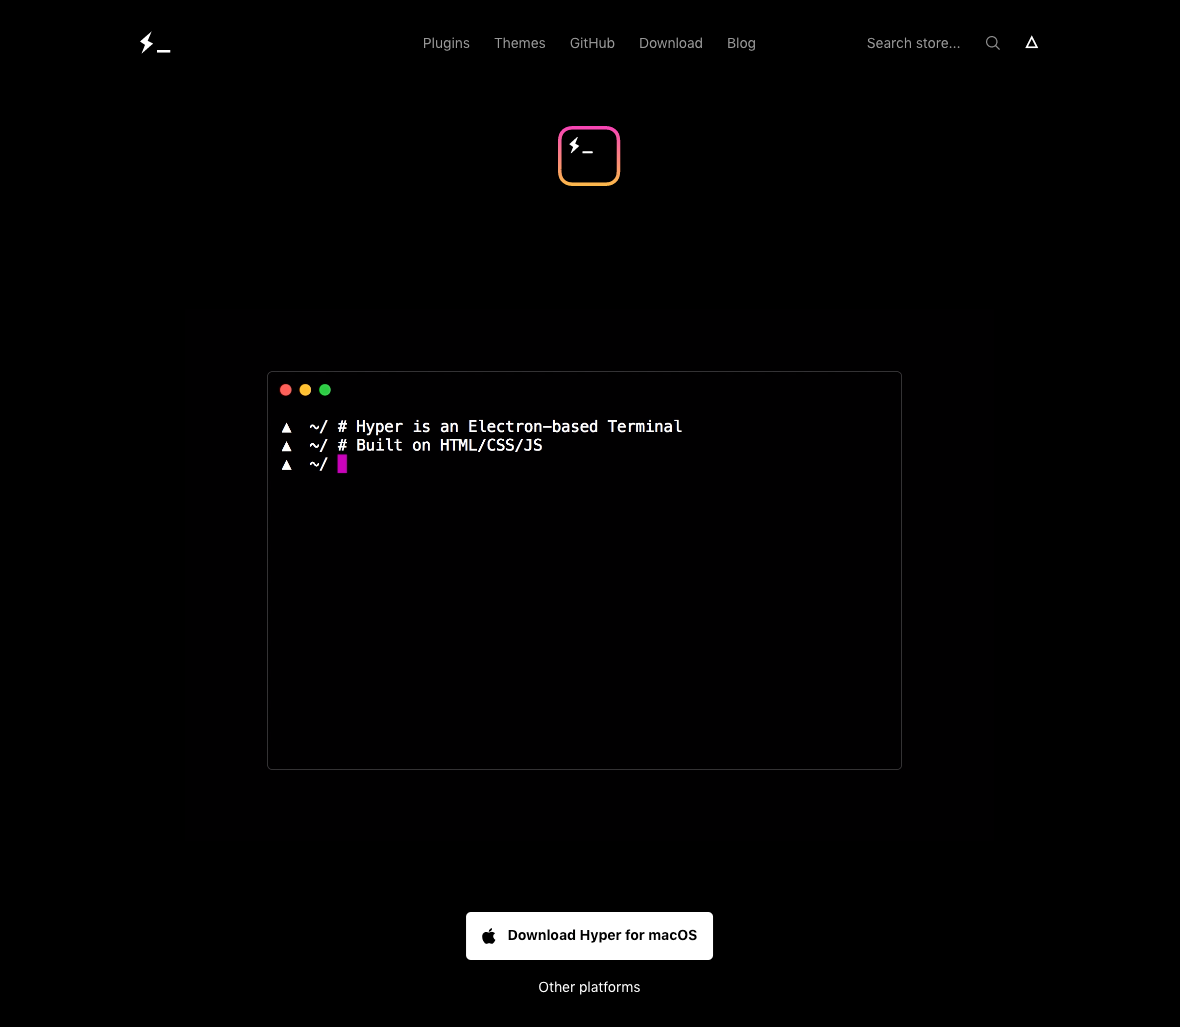 Plugins Themes GitHub Download Blog Search store...
▲ ~/ # Hyper is an Electron-based Terminal
▲ ~/ # Built on HTML/CSS/JS
▲ ~/
Download Hyper for macOS
Other platforms